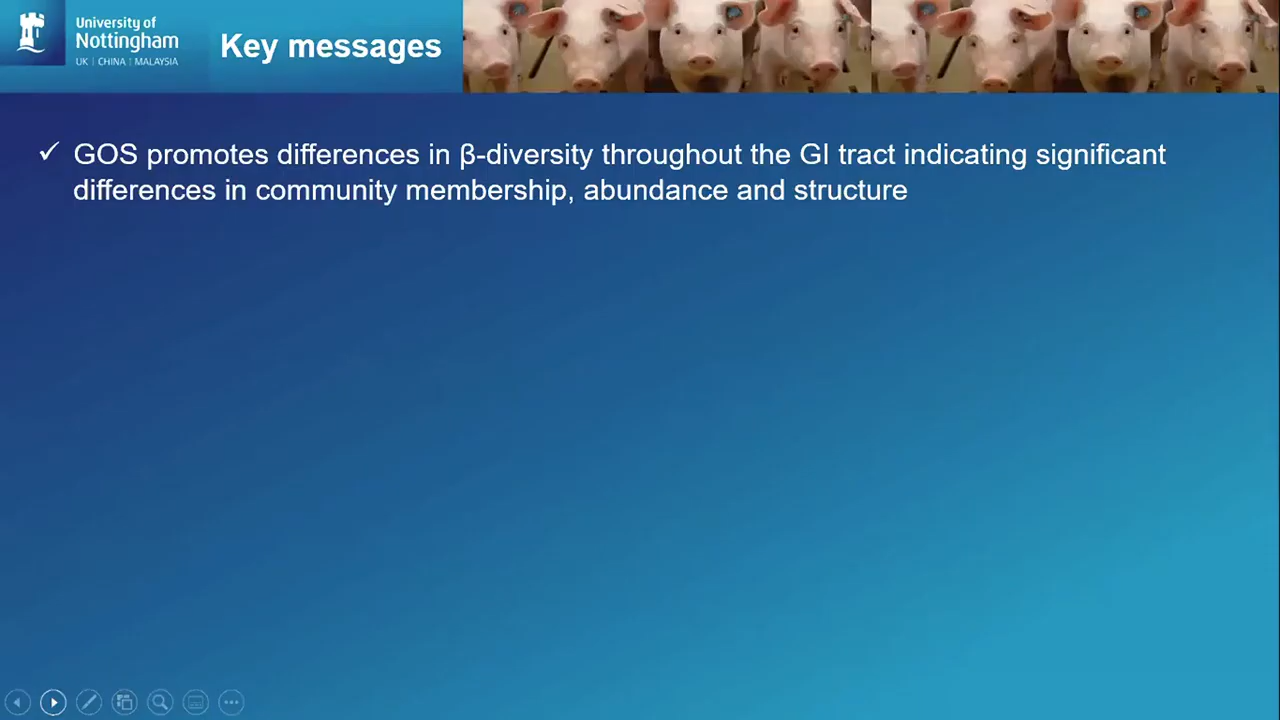 University of
Nottingham
UK | CHINA | MALAYSIA
Key messages
✓ GOS promotes differences in β-diversity throughout the GI tract indicating significant
differences in community membership, abundance and structure